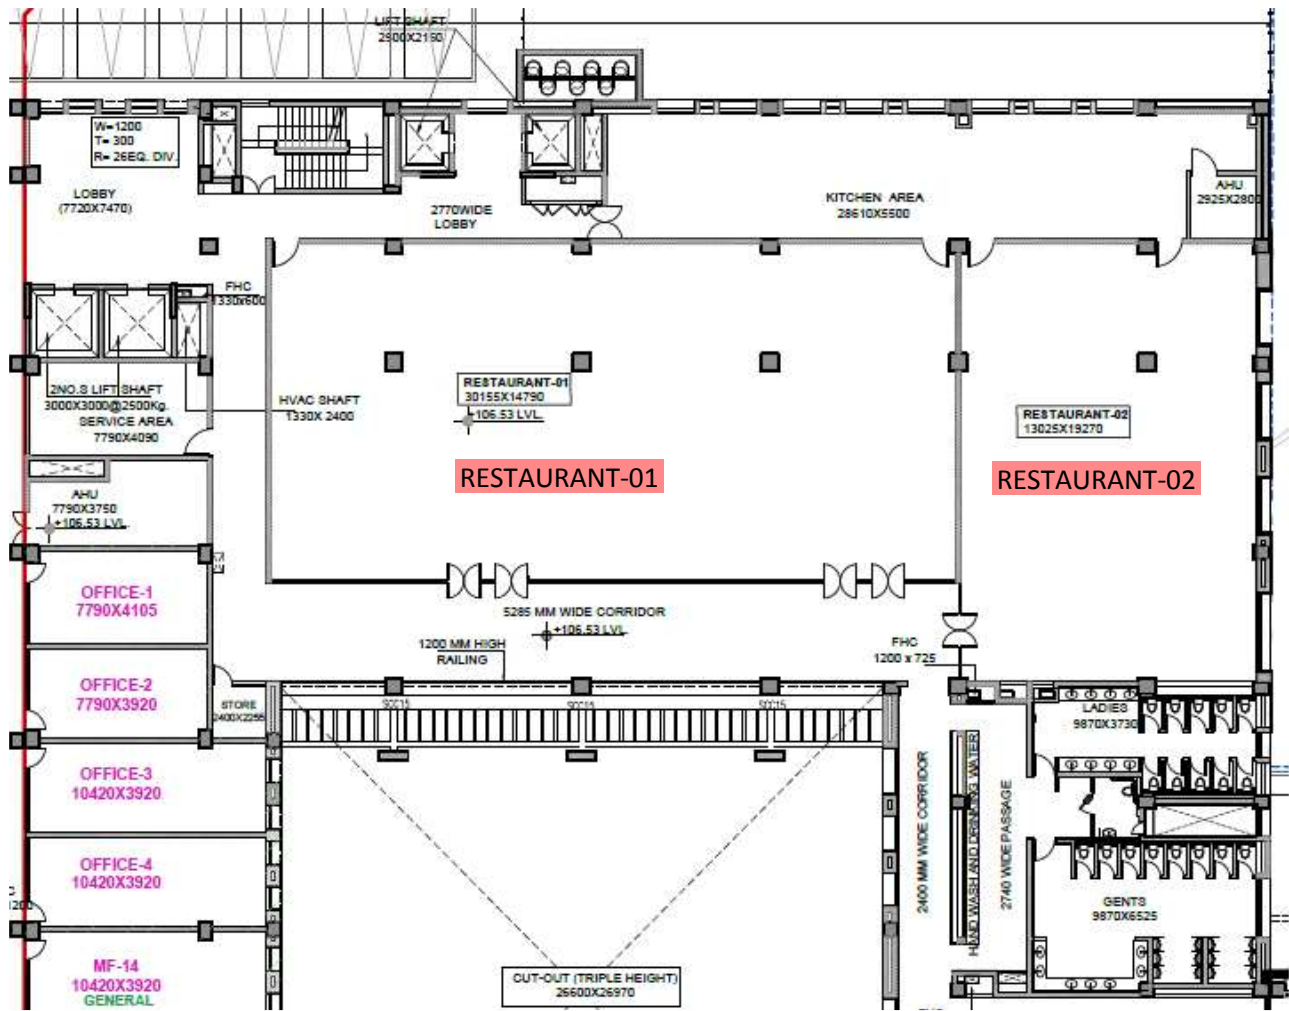 LIFT SHAFT
2900X2150
W=1200
T= 300
R= 26EQ. DIV.
LOBBY
(7720X7470)
2770WIDE
LOBBY
KITCHEN AREA
28610X5500
AHU
2925X2800
FHC
1330x600
2NO.S LIFT SHAFT
3000X3000@2500Kg.
SERVICE AREA
7790X4090
HVAC SHAFT
1330X 2400
RESTAURANT-01
30155X14790
+106.53 LVL.
RESTAURANT-02
13025X19270
RESTAURANT-01
RESTAURANT-02
AHU
7790X3750
+106.53 LVL.
OFFICE-1
7790X4105
5285 MM WIDE CORRIDOR
+106.53 LVL.
1200 MM HIGH
RAILING
FHC
1200 x 725
OFFICE-2
7790X3920
STORE
2400X2255
SCC15
SCC15
SCC15
LADIES
9870X3730
OFFICE-3
10420X3920
2400 MM WIDE CORRIDOR
HAND WASH AND DRINKING WATER
2740 WIDE PASSAGE
OFFICE-4
10420X3920
GENTS
9870X6525
MF-14
10420X3920
GENERAL
CUT-OUT (TRIPLE HEIGHT)
26600X26970